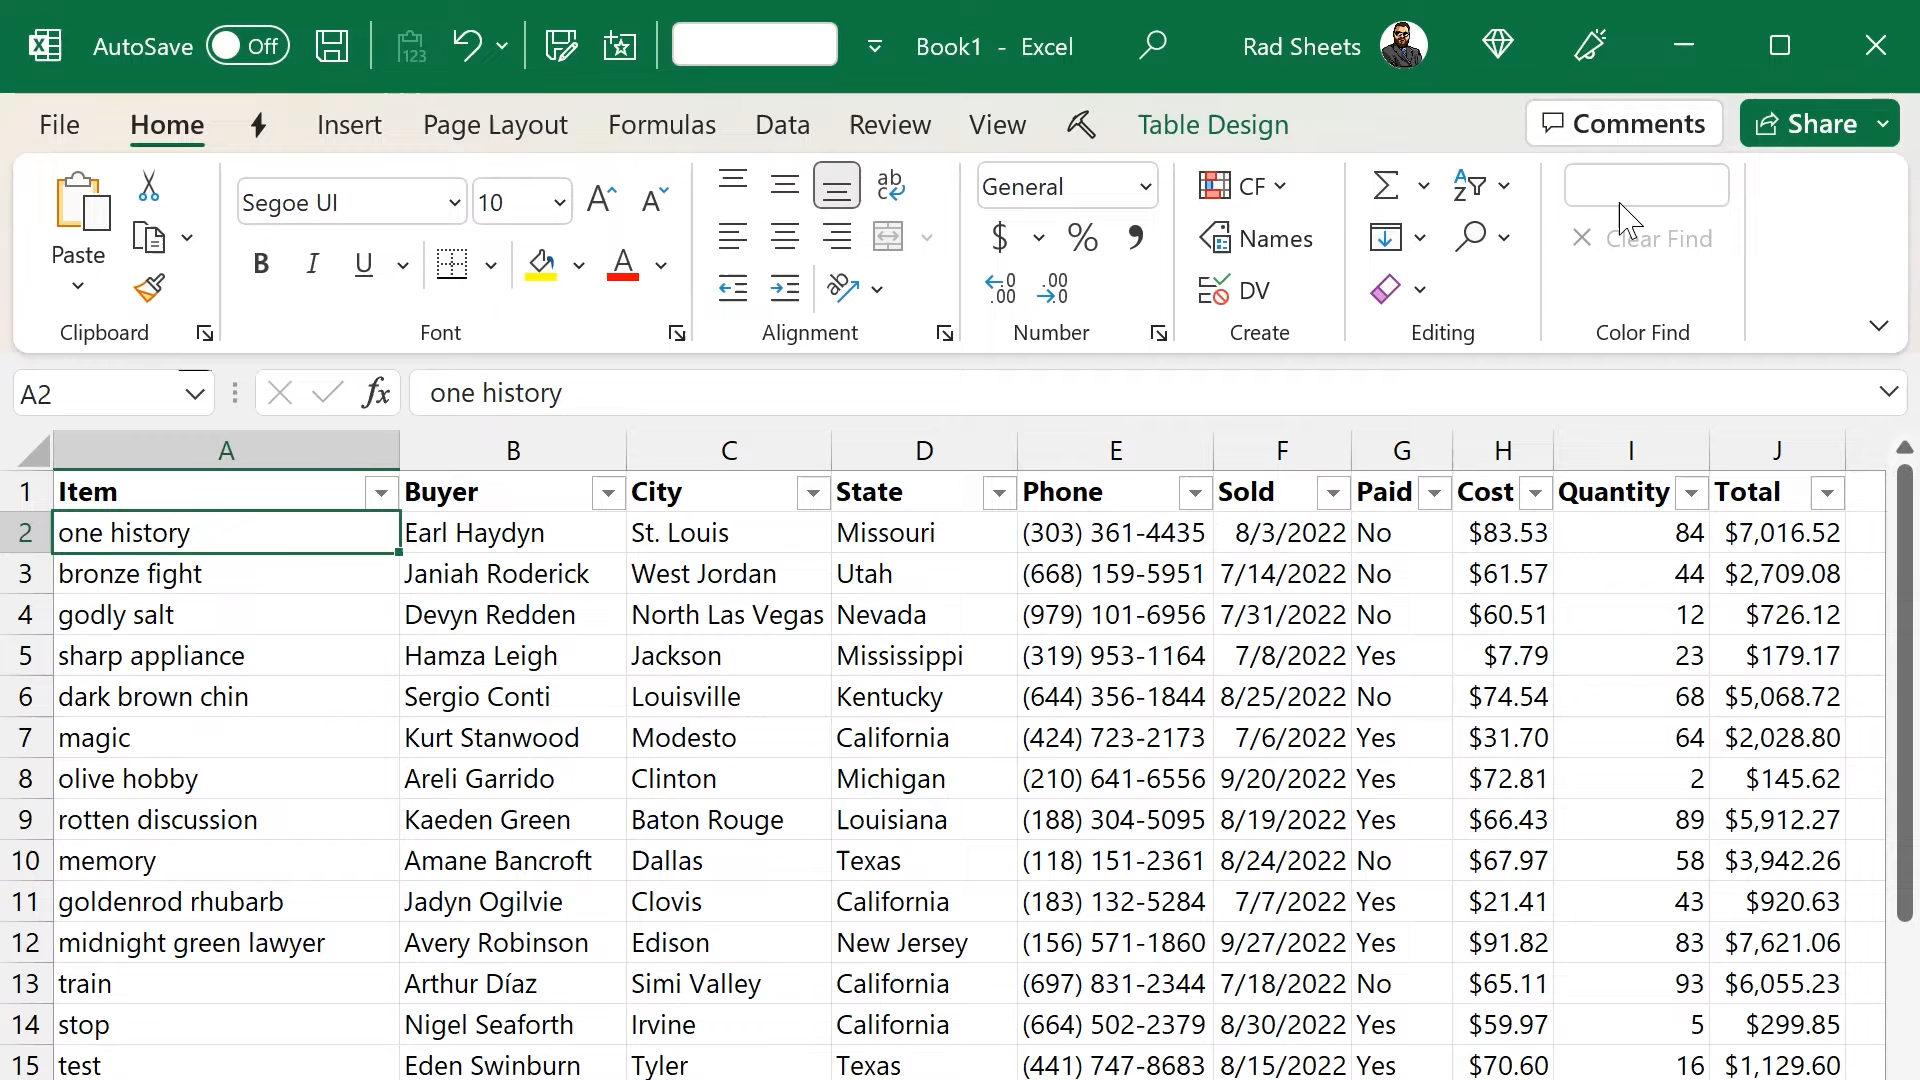 AutoSave Off Book1 - Excel Rad Sheets
File Home Insert Page Layout Formulas Data Review View Table Design Comments Share
Paste
Segoe UI 10
General
CF
Names
DV
Clear Find
Clipboard Font Alignment Number Create Editing Color Find
A2 fx one history
A B C D E F G H I J
1 Item Buyer City State Phone Sold Paid Cost Quantity Total
2 one history Earl Haydyn St. Louis Missouri (303) 361-4435 8/3/2022 No $83.53 84 $7,016.52
3 bronze fight Janiah Roderick West Jordan Utah (668) 159-5951 7/14/2022 No $61.57 44 $2,709.08
4 godly salt Devyn Redden North Las Vegas Nevada (979) 101-6956 7/31/2022 No $60.51 12 $726.12
5 sharp appliance Hamza Leigh Jackson Mississippi (319) 953-1164 7/8/2022 Yes $7.79 23 $179.17
6 dark brown chin Sergio Conti Louisville Kentucky (644) 356-1844 8/25/2022 No $74.54 68 $5,068.72
7 magic Kurt Stanwood Modesto California (424) 723-2173 7/6/2022 Yes $31.70 64 $2,028.80
8 olive hobby Areli Garrido Clinton Michigan (210) 641-6556 9/20/2022 Yes $72.81 2 $145.62
9 rotten discussion Kaeden Green Baton Rouge Louisiana (188) 304-5095 8/19/2022 Yes $66.43 89 $5,912.27
10 memory Amane Bancroft Dallas Texas (118) 151-2361 8/24/2022 No $67.97 58 $3,942.26
11 goldenrod rhubarb Jadyn Ogilvie Clovis California (183) 132-5284 7/7/2022 Yes $21.41 43 $920.63
12 midnight green lawyer Avery Robinson Edison New Jersey (156) 571-1860 9/27/2022 Yes $91.82 83 $7,621.06
13 train Arthur Díaz Simi Valley California (697) 831-2344 7/18/2022 No $65.11 93 $6,055.23
14 stop Nigel Seaforth Irvine California (664) 502-2379 8/30/2022 Yes $59.97 5 $299.85
15 test Eden Swinburn Tyler Texas (441) 747-8683 8/15/2022 Yes $70.60 16 $1,129.60